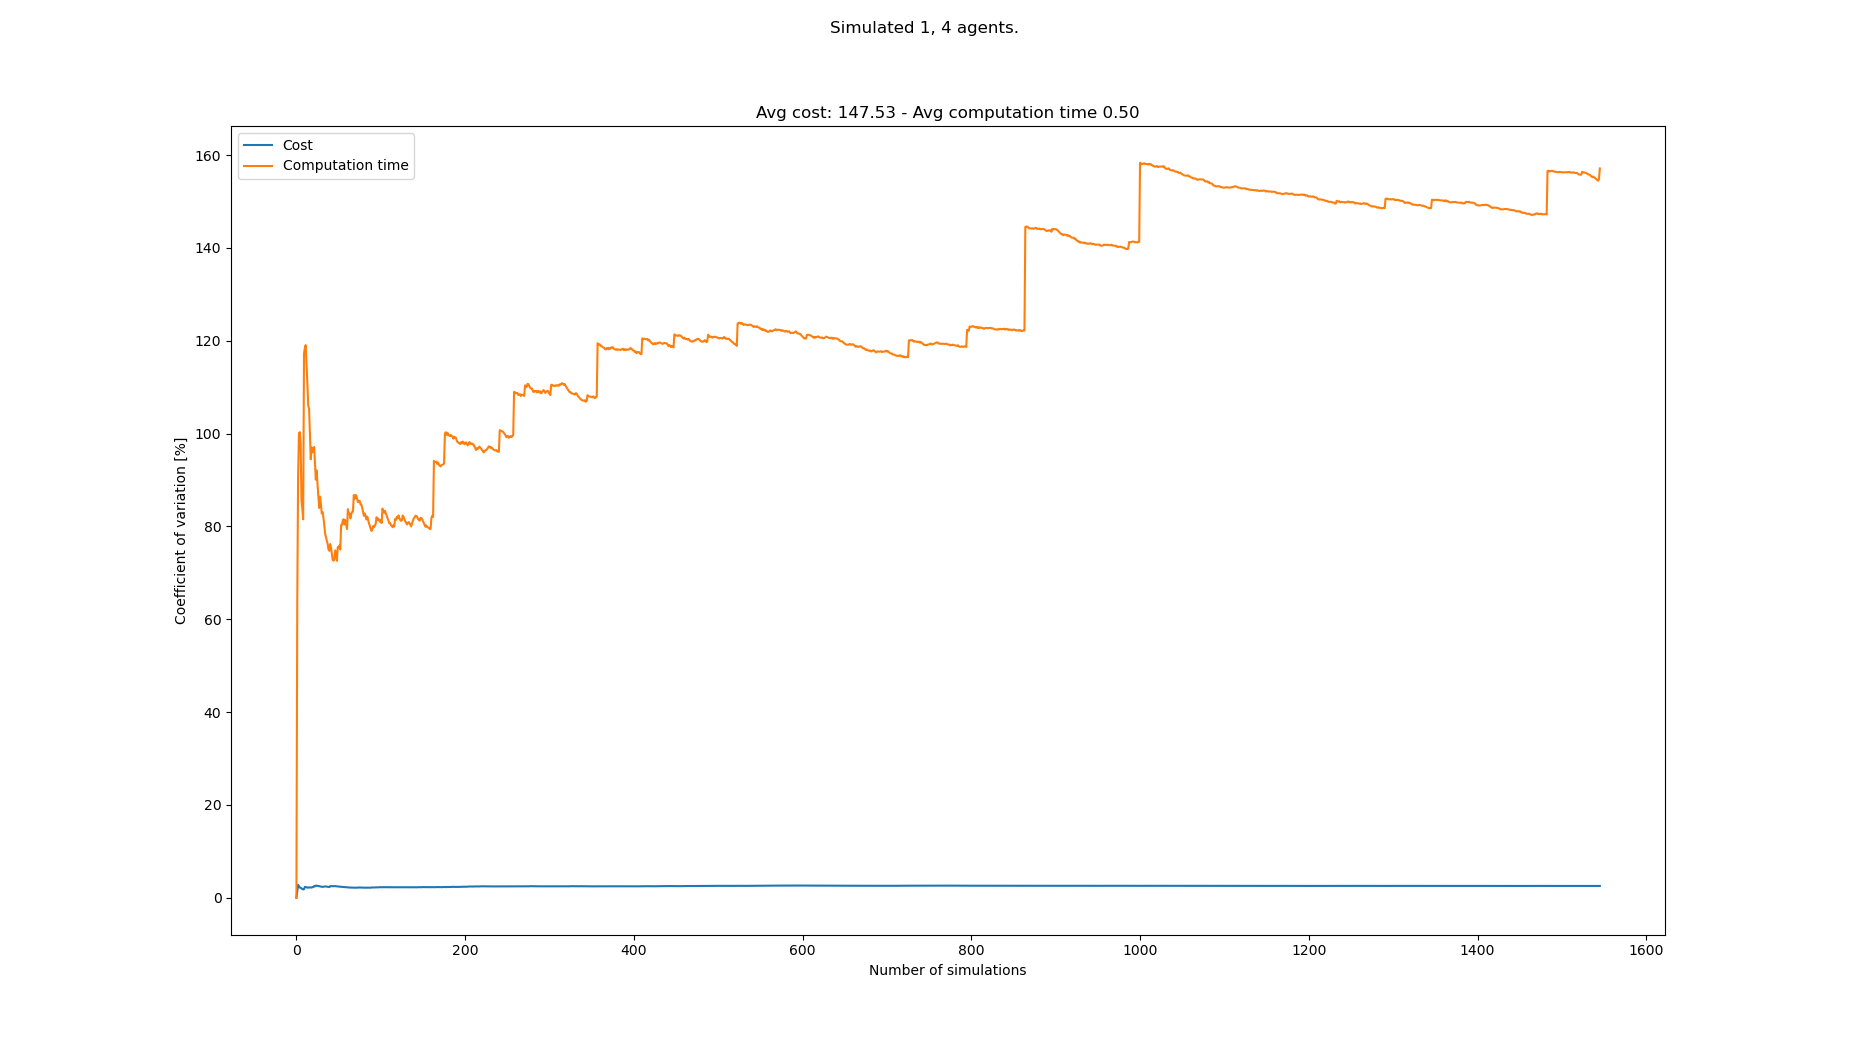 Simulated 1, 4 agents.
Avg cost: 147.53 - Avg computation time 0.50
Cost
Computation time
160
140
120
100
80
60
40
20
0
Coefficient of variation [%]
0 200 400 600 800 1000 1200 1400 1600
Number of simulations